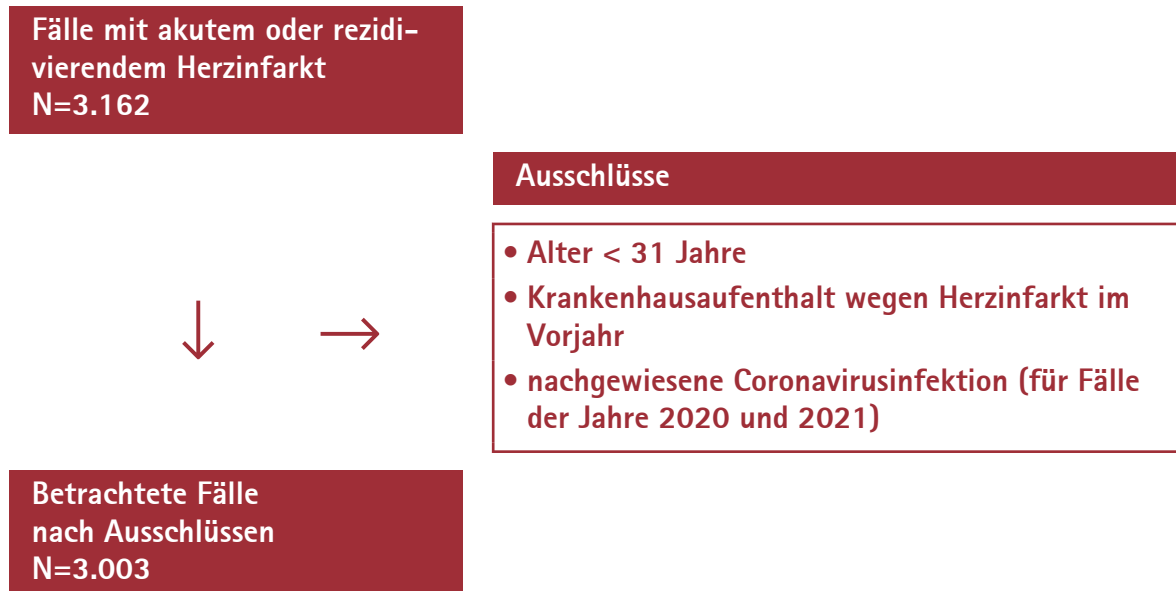 Fälle mit akutem oder rezidi-
vierendem Herzinfarkt
N=3.162
Ausschlüsse
• Alter < 31 Jahre
• Krankenhausaufenthalt wegen Herzinfarkt im
Vorjahr
• nachgewiesene Coronavirusinfektion (für Fälle
der Jahre 2020 und 2021)
Betrachtete Fälle
nach Ausschlüssen
N=3.003